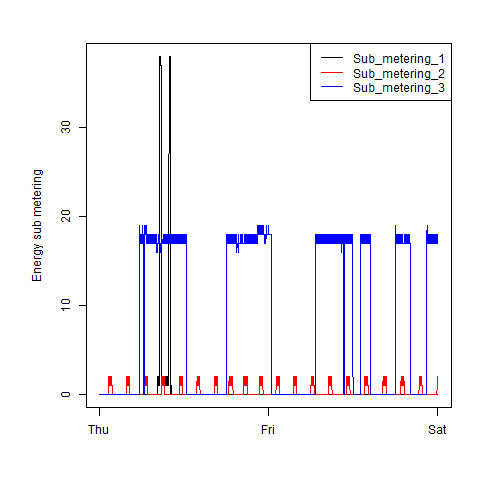 Sub_metering_1
Sub_metering_2
Sub_metering_3
Energy sub metering
30
20
10
0
Thu Fri Sat